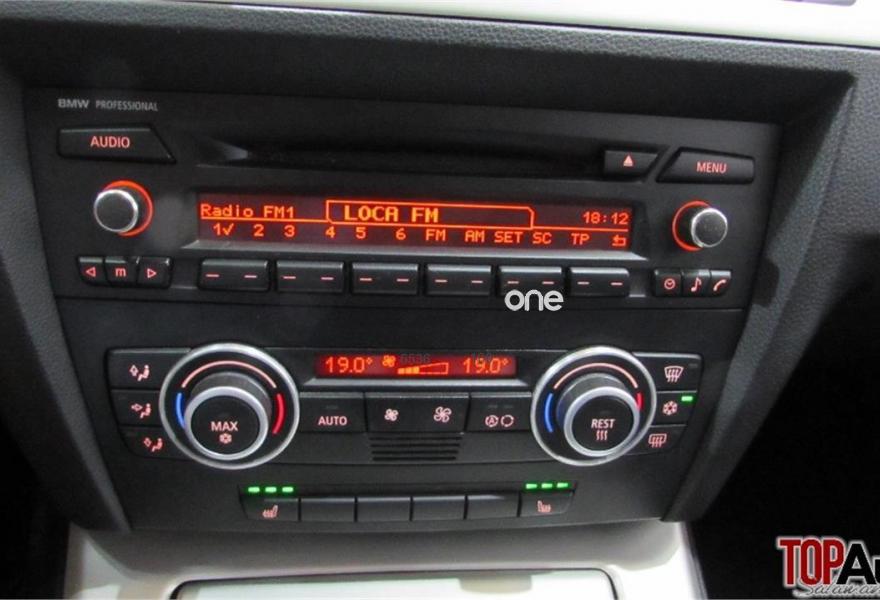 BMW PROFESSIONAL
AUDIO
MENU
Radio FM1 LOCA FM 18:12
1✓ 2 3 4 5 6 FM AM SET SC TP
m
one
19.0° 19.0°
MAX
AUTO
REST
A
TOPAu